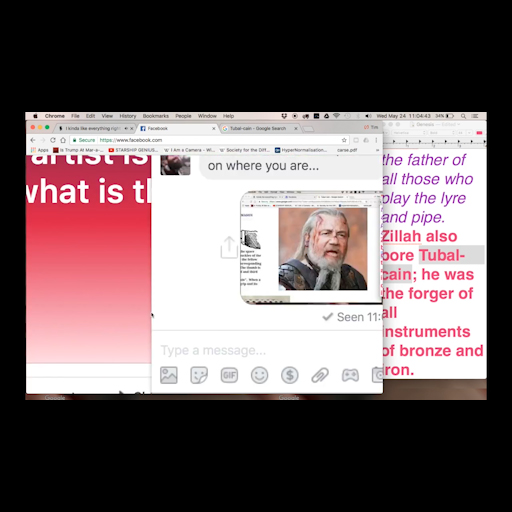 Chrome File Edit View History Bookmarks People Window Help
34% Wed May 24 11:04:43
I kinda like everything right
Facebook
Tubal-cain - Google Search
Secure https://www.facebook.com
Apps Is Trump At Mar-a- STARSHIP GENIUS I Am a Camera - W Society for the Diff HyperNormalisation carse.pdf
artist is
what is th
on where you are...
Seen 11:
Type a message...
GIF
the father of
all those who
play the lyre
and pipe.
Zillah also
bore Tubal-
cain; he was
the forger of
all
instruments
of bronze and
iron.